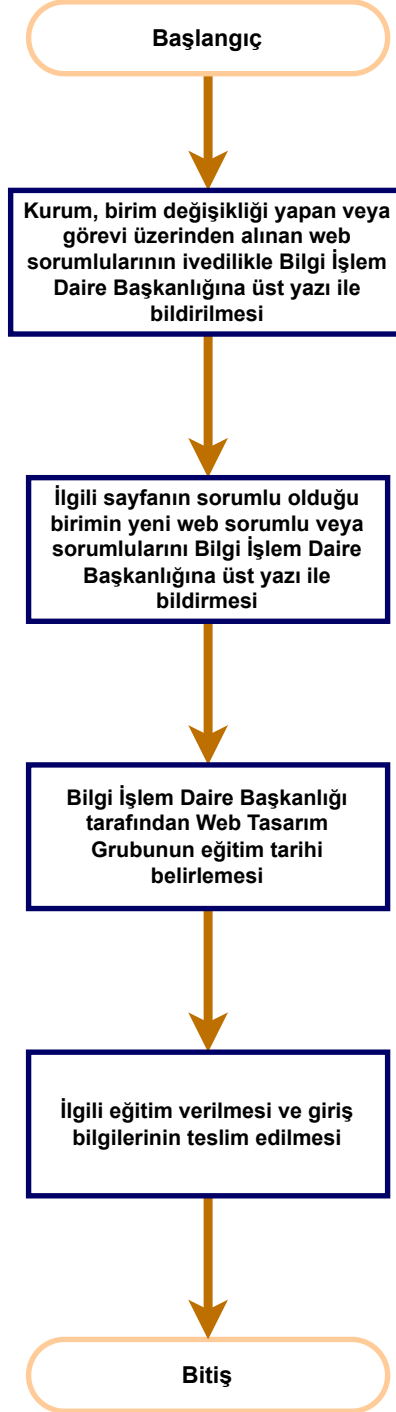 Başlangıç
Kurum, birim değişikliği yapan veya
görevi üzerinden alınan web
sorumlularının ivedilikle Bilgi İşlem
Daire Başkanlığına üst yazı ile
bildirilmesi
İlgili sayfanın sorumlu olduğu
birimin yeni web sorumlu veya
sorumlularını Bilgi İşlem Daire
Başkanlığına üst yazı ile
bildirmesi
Bilgi İşlem Daire Başkanlığı
tarafından Web Tasarım
Grubunun eğitim tarihi
belirlemesi
İlgili eğitim verilmesi ve giriş
bilgilerinin teslim edilmesi
Bitiş